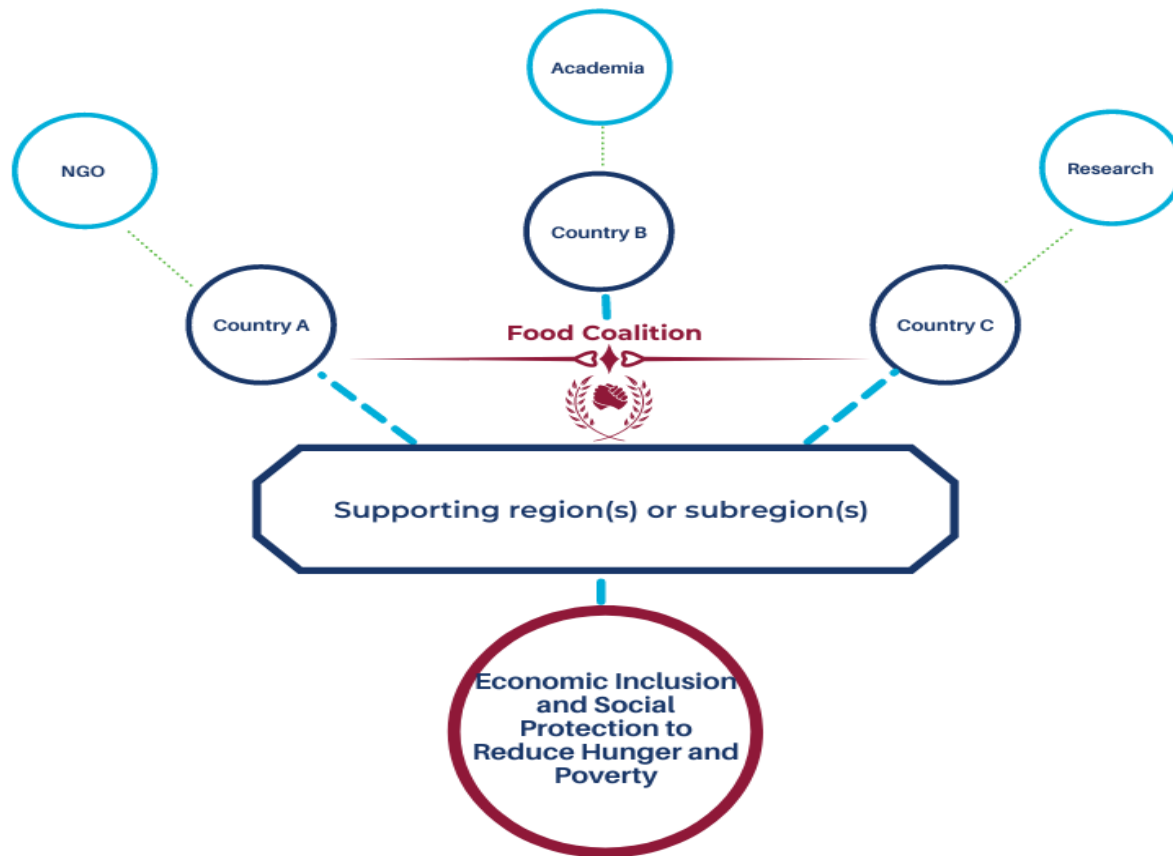 Academia
NGO
Research
Country B
Country A
Country C
Food Coalition
Supporting region(s) or subregion(s)
Economic Inclusion
and Social
Protection to
Reduce Hunger and
Poverty